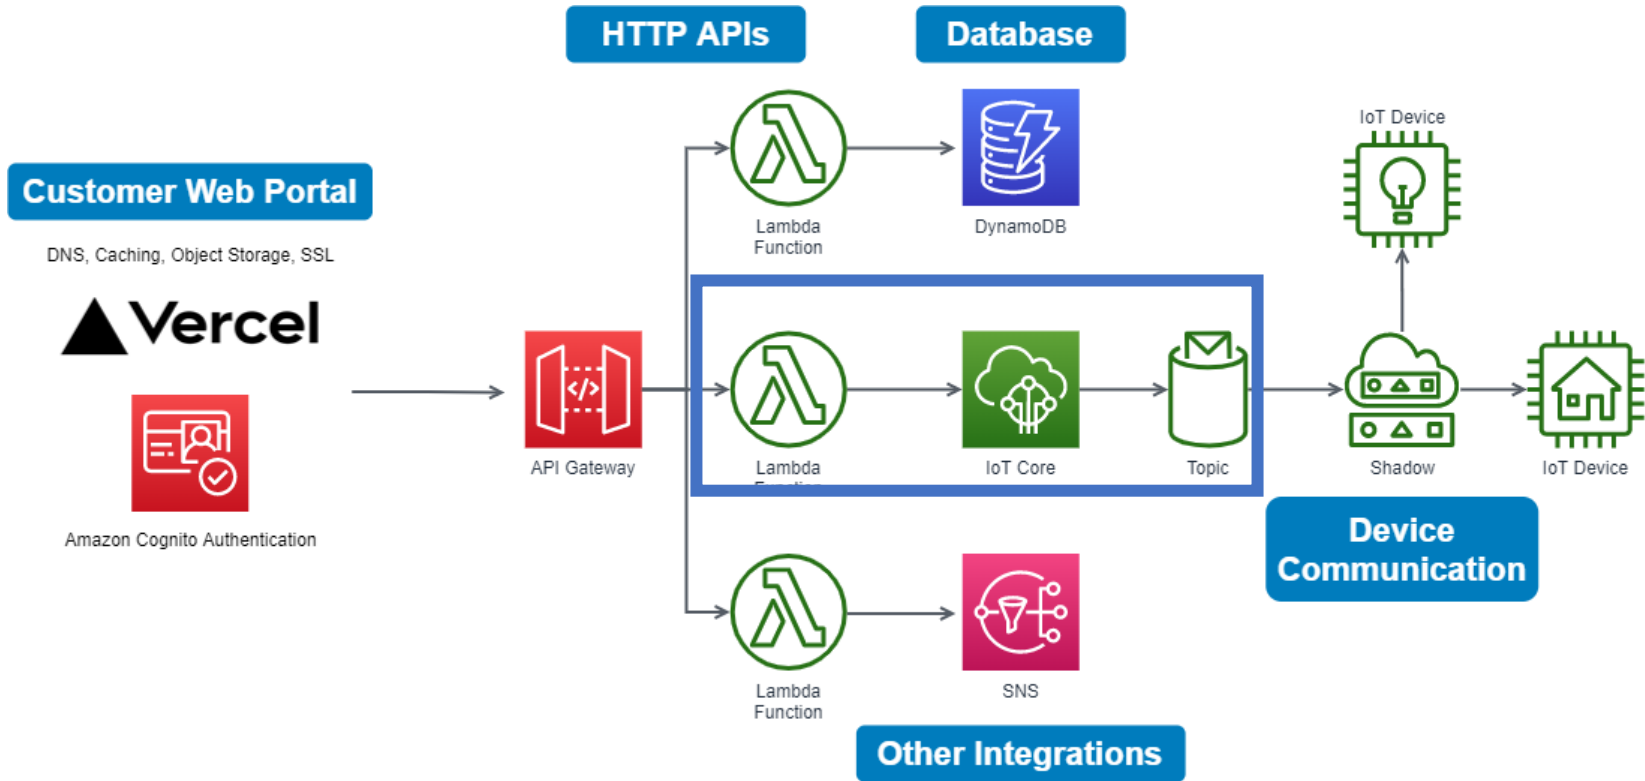 HTTP APIs
Database
IoT Device
Customer Web Portal
DNS, Caching, Object Storage, SSL
Lambda
Function
DynamoDB
Vercel
API Gateway
Lambda
Function
IoT Core
Topic
Shadow
IoT Device
Amazon Cognito Authentication
Device
Communication
Lambda
Function
SNS
Other Integrations